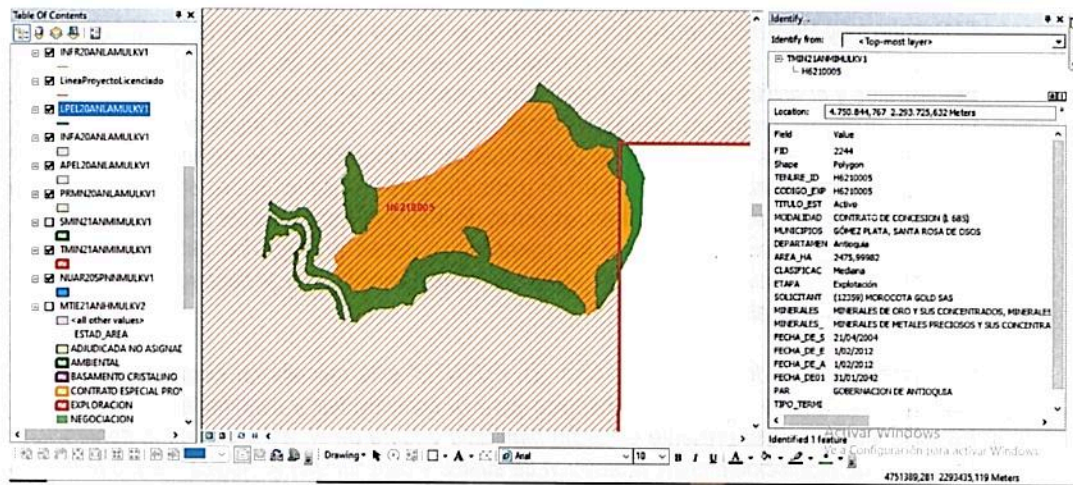 Table Of Contents
INFR20ANLAMULKV1
LineaProyectoLicenciado
LPEL20ANLAMULKV1
INFA20ANLAMULKV1
APEL20ANLAMULKV1
PRMN20ANLAMULKV1
SMIN21ANMIMULKV1
TMIN21ANMIMULKV1
NUAR20SPNNMULKV1
MTIE21ANHMULKV2
<all other values>
ESTAD_AREA
ADJUDICADA NO ASIGNAD
AMBIENTAL
BASAMENTO CRISTALINO
CONTRATO ESPECIAL PROY
EXPLORACION
NEGOCIACION
H6210005
Identify
Identify from: <Top-most layer>
TMIN21ANMIMULKV1
H6210005
Location: 4.750.844,767 2.293.725,632 Meters
Field Value
FID 2244
Shape Polygon
TENURE_ID H6210005
CODIGO_EXP H6210005
TITULO_EST Activo
MODALIDAD CONTRATO DE CONCESION (L 685)
MUNICIPIOS GÓMEZ PLATA, SANTA ROSA DE OSOS
DEPARTAMEN Antioquia
AREA_HA 2475,99982
CLASIFICAC Mediana
ETAPA Explotación
SOLICITANT (12359) MOROCOTA GOLD SAS
MINERALES MINERALES DE ORO Y SUS CONCENTRADOS, MINERALES
MINERALES_ MINERALES DE METALES PRECIOSOS Y SUS CONCENTRA
FECHA_DE_S 21/04/2004
FECHA_DE_E 1/02/2012
FECHA_DE_A 1/02/2012
FECHA_DE01 31/01/2042
PAR GOBERNACION DE ANTIOQUIA
TIPO_TERMI
Identified 1 feature
Activar Windows
Ve a Configuración para activar Windows.
Drawing Arial 10 B I U A
4751389,281 2293435,119 Meters